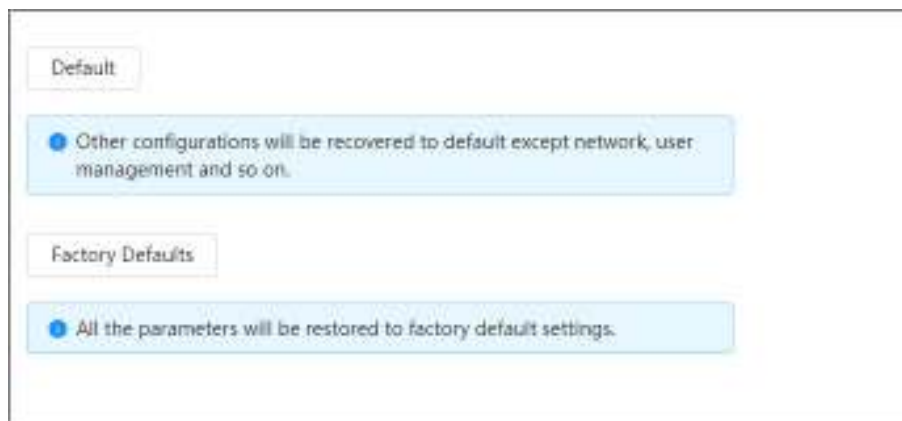 Default
Other configurations will be recovered to default except network, user
management and so on.
Factory Defaults
All the parameters will be restored to factory default settings.